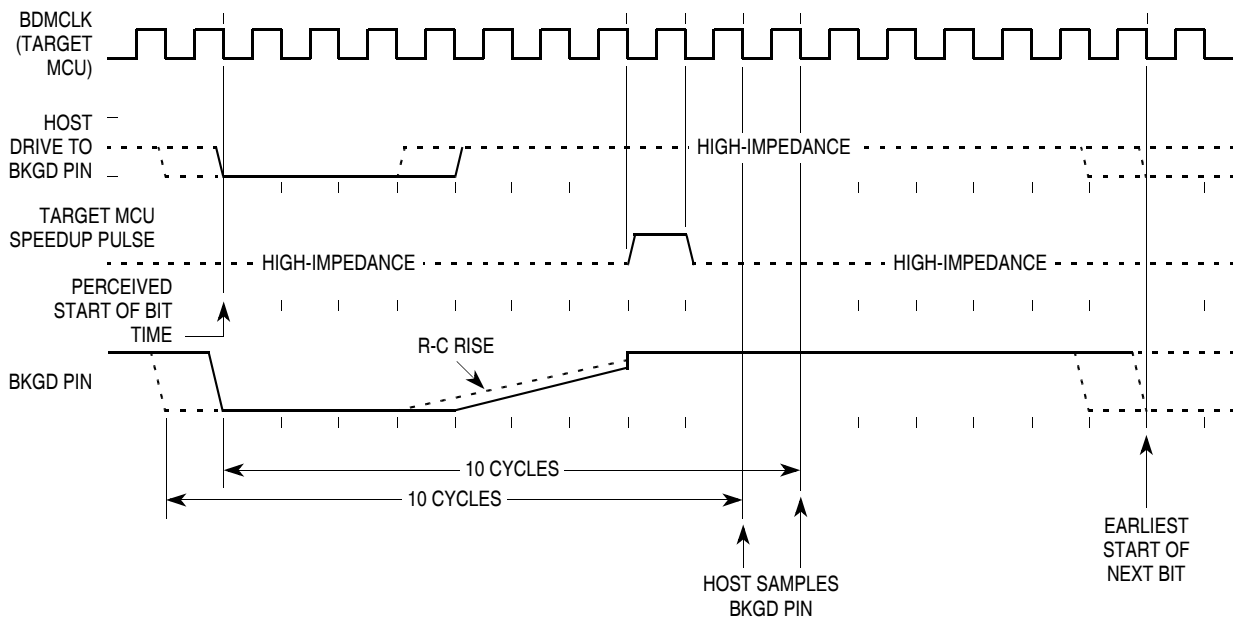 BDMCLK
(TARGET
MCU)
HOST
DRIVE TO
BKGD PIN
HIGH-IMPEDANCE
TARGET MCU
SPEEDUP PULSE
HIGH-IMPEDANCE
HIGH-IMPEDANCE
PERCEIVED
START OF BIT
TIME
R-C RISE
BKGD PIN
10 CYCLES
10 CYCLES
HOST SAMPLES
BKGD PIN
EARLIEST
START OF
NEXT BIT